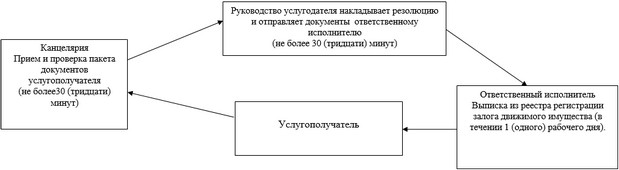 Канцелярия
Прием и проверка пакета
документов
услугополучателя
(не более30 (тридцати)
минут)
Руководство услугодателя накладывает резолюцию
и отправляет документы ответственному
исполнителю
(не более 30 (тридцати) минут)
Ответственный исполнитель
Выписка из реестра регистрации
залога движимого имущества (в
течении 1 (одного) рабочего дня).
Услугополучатель